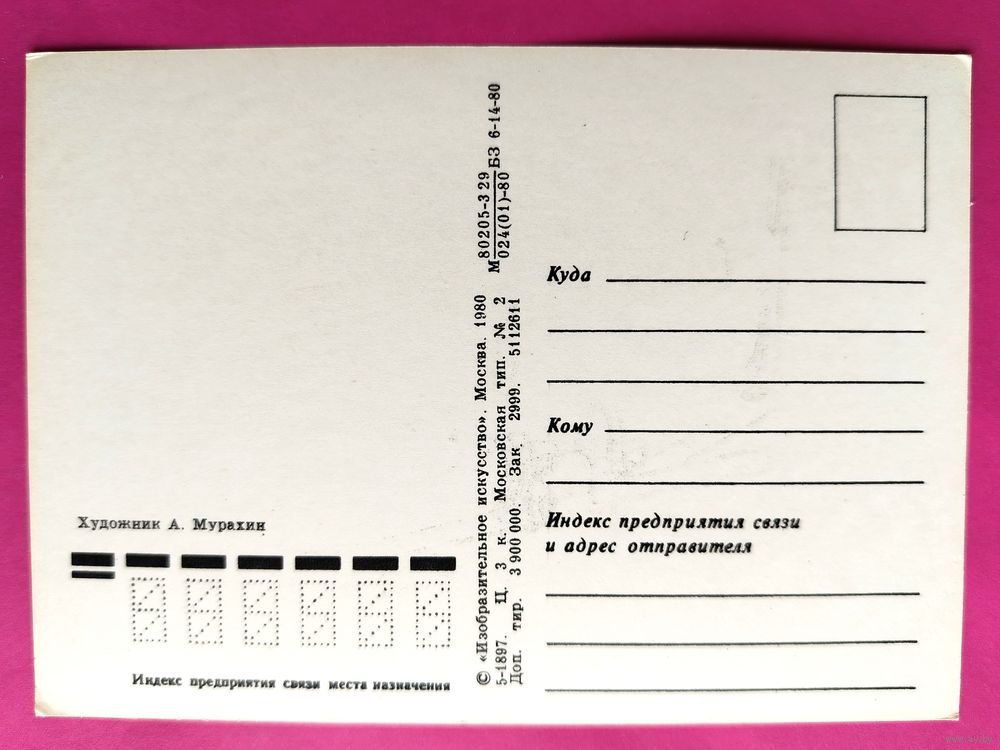 Художник А. Мурахин
Индекс предприятия связи места назначения
© «Изобразительное искусство». Москва. 1980
5-1897. Ц. 3 к. Московская тип. № 2
Доп. тир. 3 900 000. Зак. 2999. 5112611
М 80205-329 БЗ 6-14-80
024(01)-80
Куда
Кому
Индекс предприятия связи
и адрес отправителя